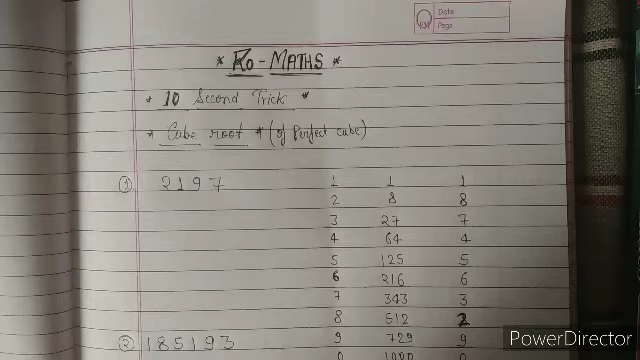 Date
Page
* Ro - MATHS *
* 10 Second Trick *
* Cube root * (of Perfect cube)
① 2197
1 1 1
2 8 8
3 27 7
4 64 4
5 125 5
6 216 6
7 343 3
8 512 2
9 729 9
② 185193
0 1000 0
PowerDirector